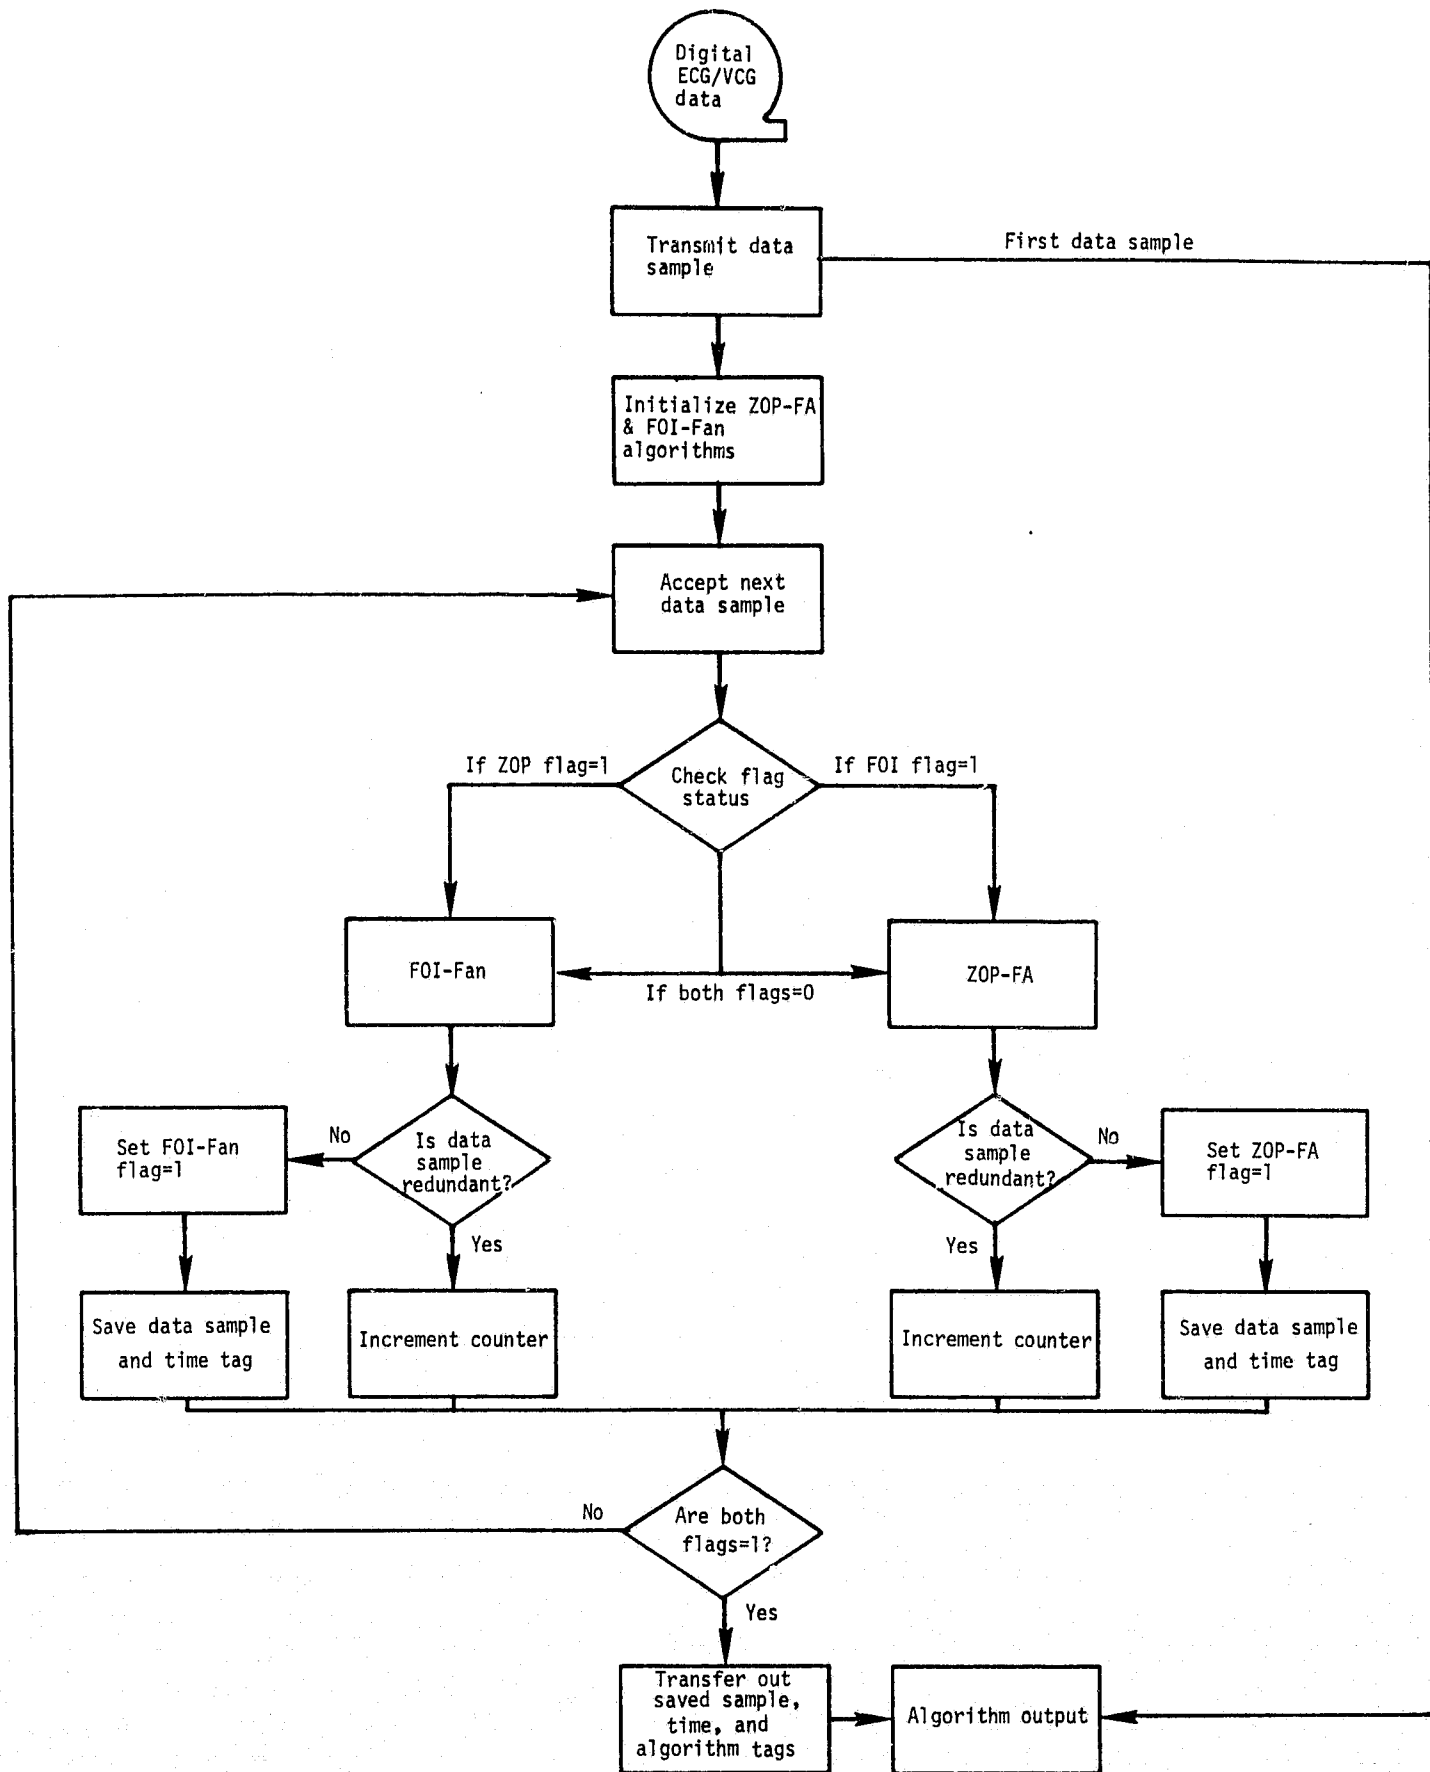 Digital
ECG/VCG
data
Transmit data
sample
First data sample
Initialize ZOP-FA
& FOI-Fan
algorithms
Accept next
data sample
If ZOP flag=1
Check flag
status
If FOI flag=1
FOI-Fan
If both flags=0
ZOP-FA
Set FOI-Fan
flag=1
No
Is data
sample
redundant?
Yes
Is data
sample
redundant?
No
Set ZOP-FA
flag=1
Yes
Save data sample
and time tag
Increment counter
Increment counter
Save data sample
and time tag
No
Are both
flags=1?
Yes
Transfer out
saved sample,
time, and
algorithm tags
Algorithm output